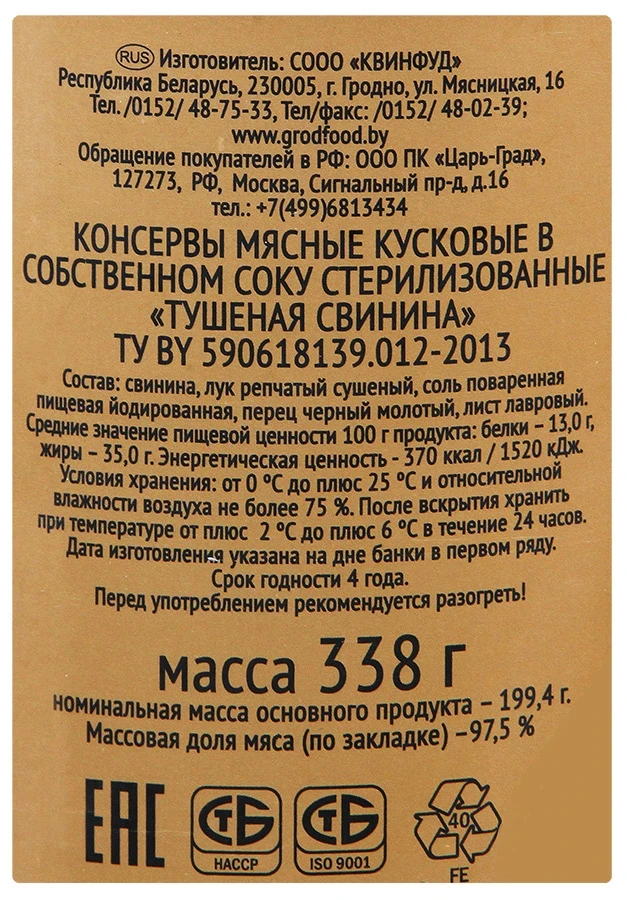 RUS Изготовитель: СООО «КВИНФУД»
Республика Беларусь, 230005, г. Гродно, ул. Мясницкая, 16
Тел./0152/ 48-75-33, Тел/факс: /0152/ 48-02-39;
www.grodfood.by
Обращение покупателей в РФ: ООО ПК «Царь-Град»,
127273, РФ, Москва, Сигнальный пр-д, д.16
тел.: +7(499)6813434
КОНСЕРВЫ МЯСНЫЕ КУСКОВЫЕ В
СОБСТВЕННОМ СОКУ СТЕРИЛИЗОВАННЫЕ
«ТУШЕНАЯ СВИНИНА»
ТУ BY 590618139.012-2013
Состав: свинина, лук репчатый сушеный, соль поваренная
пищевая йодированная, перец черный молотый, лист лавровый.
Средние значение пищевой ценности 100 г продукта: белки – 13,0 г,
жиры – 35,0 г. Энергетическая ценность - 370 ккал / 1520 кДж.
Условия хранения: от 0 °С до плюс 25 °С и относительной
влажности воздуха не более 75 %. После вскрытия хранить
при температуре от плюс 2 °С до плюс 6 °С в течение 24 часов.
Дата изготовления указана на дне банки в первом ряду.
Срок годности 4 года.
Перед употреблением рекомендуется разогреть!
масса 338 г
номинальная масса основного продукта – 199,4 г.
Массовая доля мяса (по закладке) –97,5 %
EAC СТБ HACCP СТБ ISO 9001 40 FE